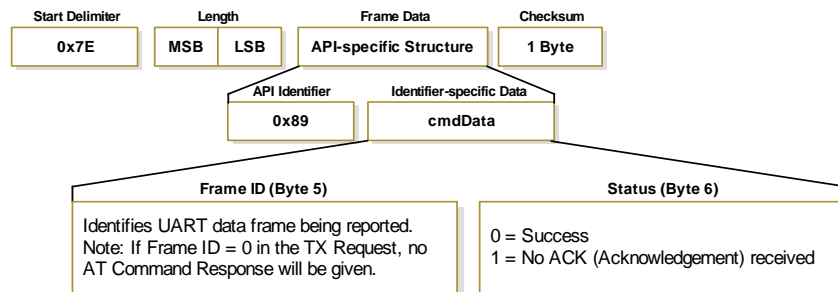 Start Delimiter Length Frame Data Checksum
0x7E MSB LSB API-specific Structure 1 Byte
API Identifier Identifier-specific Data
0x89 cmdData
Frame ID (Byte 5) Status (Byte 6)
Identifies UART data frame being reported.
Note: If Frame ID = 0 in the TX Request, no
AT Command Response will be given.
0 = Success
1 = No ACK (Acknowledgement) received